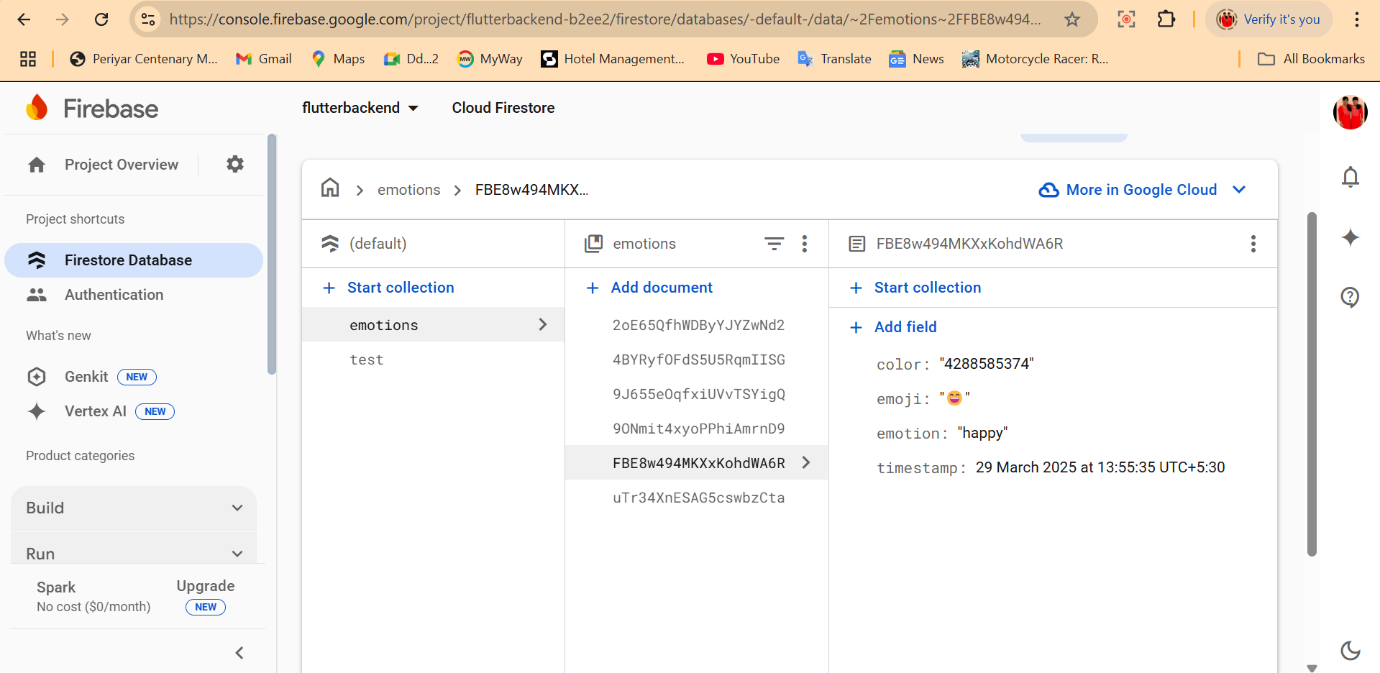 https://console.firebase.google.com/project/flutterbackend-b2ee2/firestore/databases/-default-/data/~2Femotions~2FFBE8w494...
Verify it's you
Periyar Centenary M...
Gmail
Maps
Dd...2
MyWay
Hotel Management...
YouTube
Translate
News
Motorcycle Racer: R...
All Bookmarks
Firebase
flutterbackend
Cloud Firestore
Project Overview
Project shortcuts
Firestore Database
Authentication
What's new
Genkit NEW
Vertex AI NEW
Product categories
Build
Run
Spark
No cost ($0/month)
Upgrade
NEW
emotions
FBE8w494MKX...
More in Google Cloud
(default)
+ Start collection
emotions
test
emotions
+ Add document
2oE65QfhWDByYJYZwNd2
4BYRyfOFdS5U5RqmIISG
9J655eOqfxiUVvTSYigQ
9ONmit4xyoPPhiAmrnD9
FBE8w494MKXxKohdWA6R
uTr34XnESAG5cswbzCta
FBE8w494MKXxKohdWA6R
+ Start collection
+ Add field
color: "4288585374"
emoji: "😄"
emotion: "happy"
timestamp: 29 March 2025 at 13:55:35 UTC+5:30